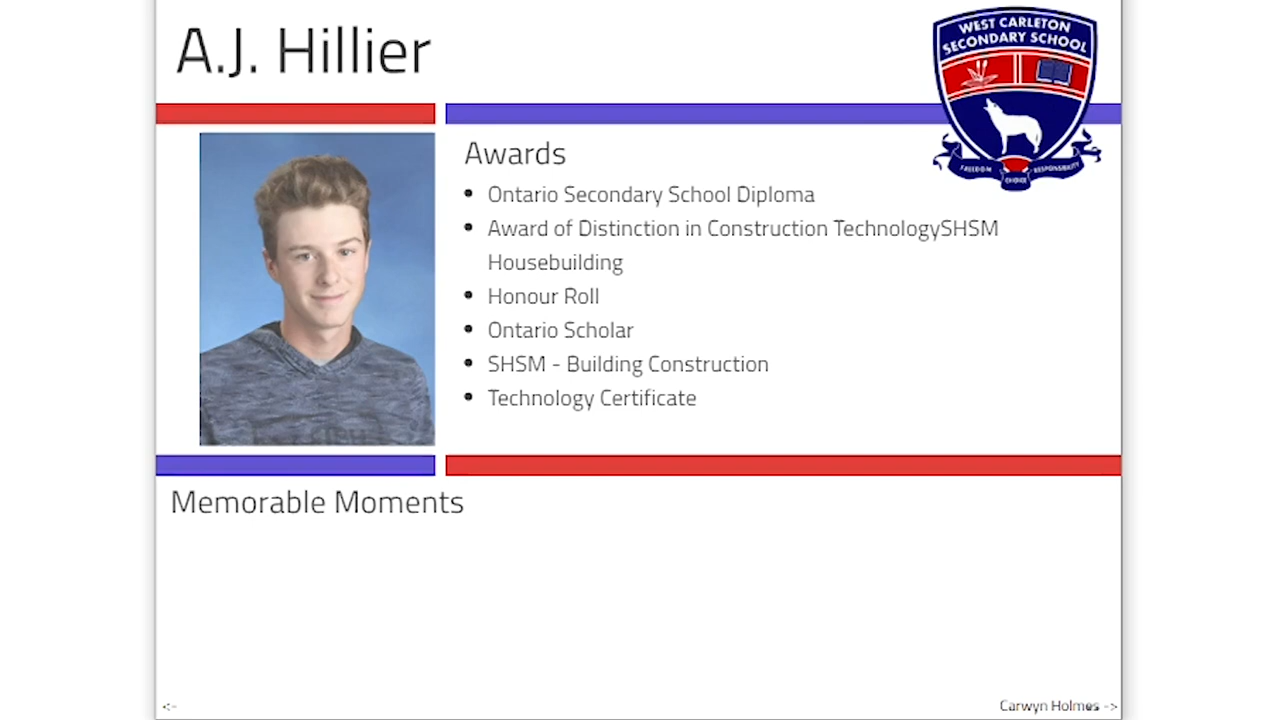 A.J. Hillier
WEST CARLETON
SECONDARY SCHOOL
FREEDOM
CHOICE
RESPONSIBILITY
Awards
• Ontario Secondary School Diploma
• Award of Distinction in Construction TechnologySHSM
Housebuilding
• Honour Roll
• Ontario Scholar
• SHSM - Building Construction
• Technology Certificate
Memorable Moments
<-
Carwyn Holmes ->